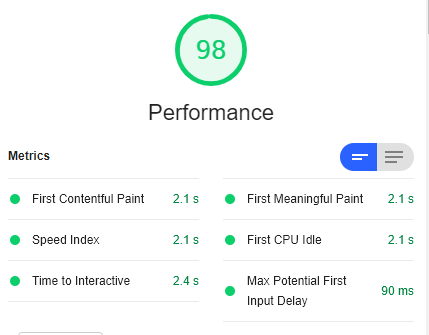 98
Performance
Metrics
First Contentful Paint 2.1 s
First Meaningful Paint 2.1 s
Speed Index 2.1 s
First CPU Idle 2.1 s
Time to Interactive 2.4 s
Max Potential First
Input Delay 90 ms